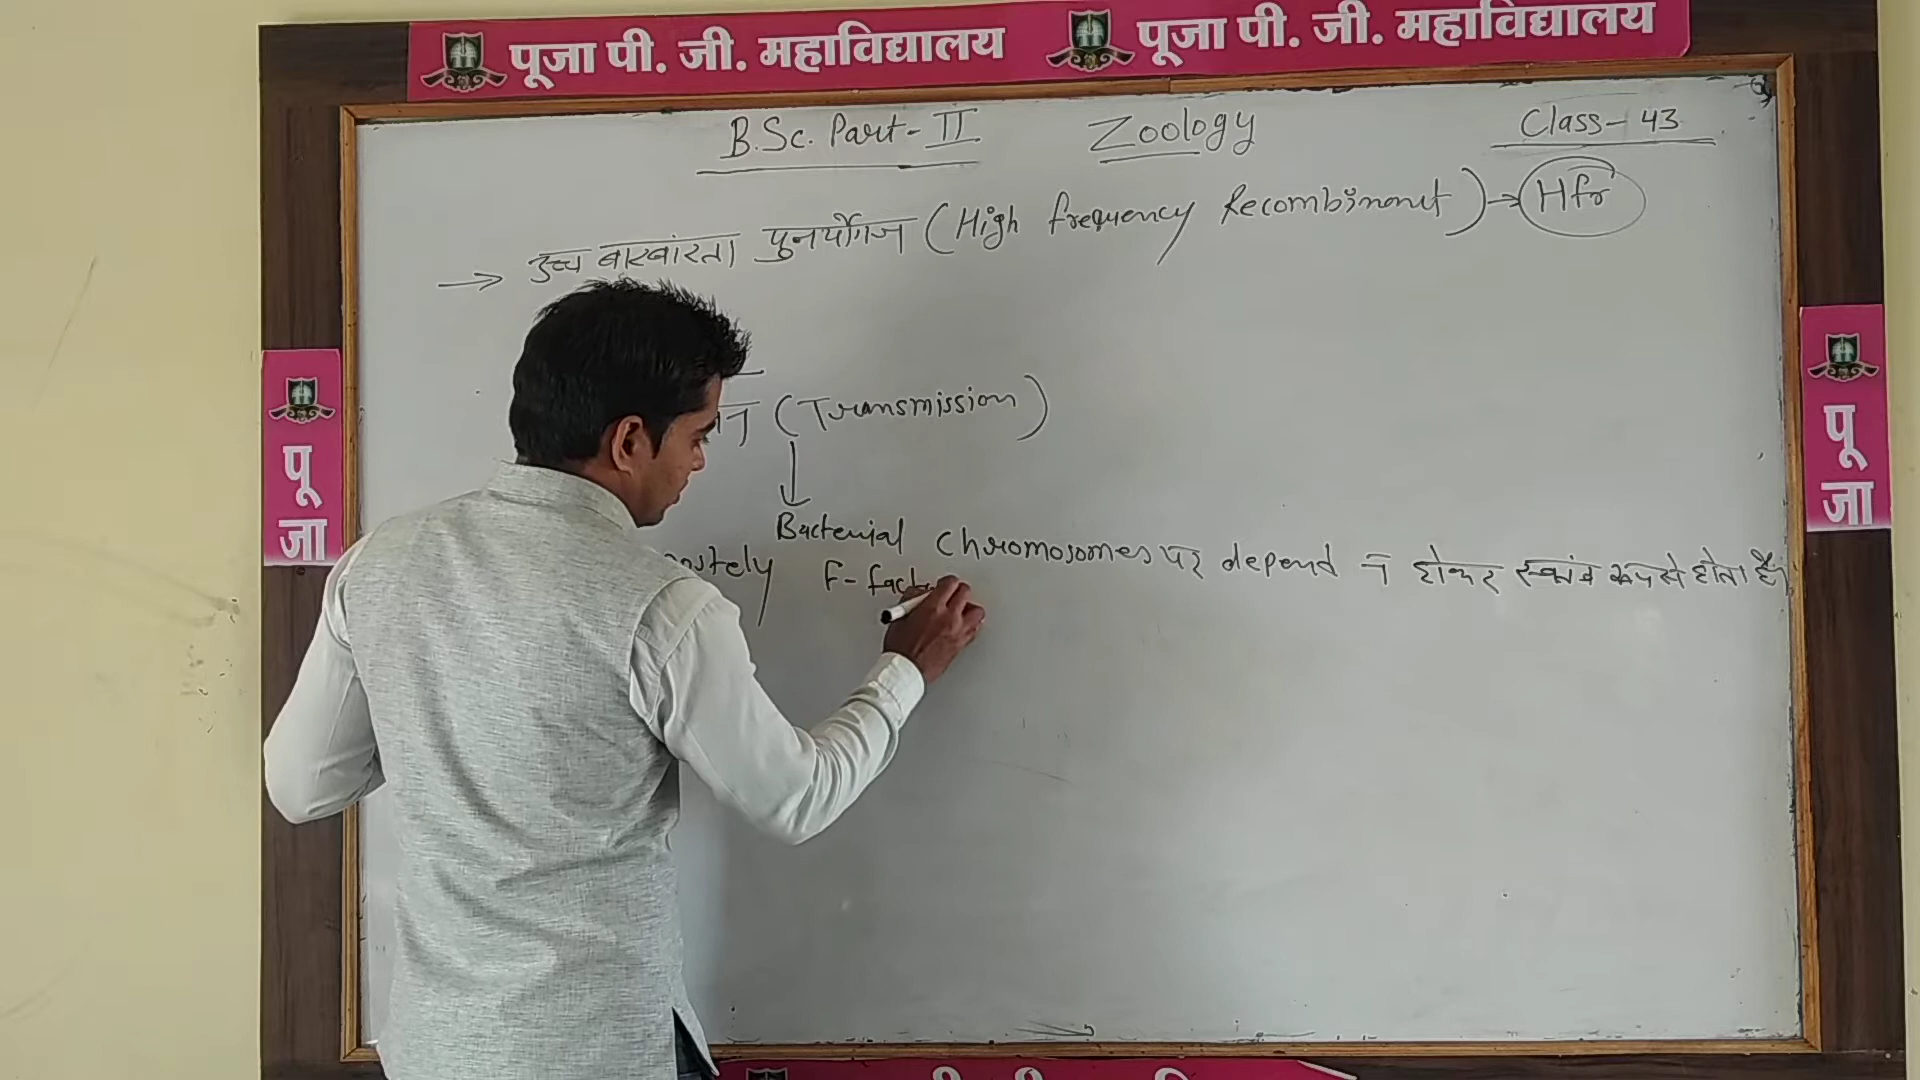 पूजा पी. जी. महाविद्यालय पूजा पी. जी. महाविद्यालय
B.Sc. Part-II Zoology Class-43
→ उच्च बारबांरता पुनर्योगज (High frequency Recombinant) → Hfr
(Transmission)
↓
Bacterial Chromosomes पर depend न होकर स्वतंत्र रूप से होता है।
F-facto
पूजा
पूजा